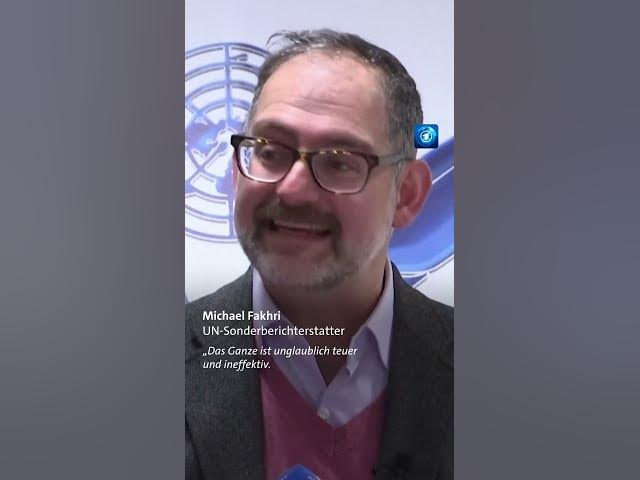 Michael Fakhri
UN-Sonderberichterstatter
„Das Ganze ist unglaublich teuer
und ineffektiv.